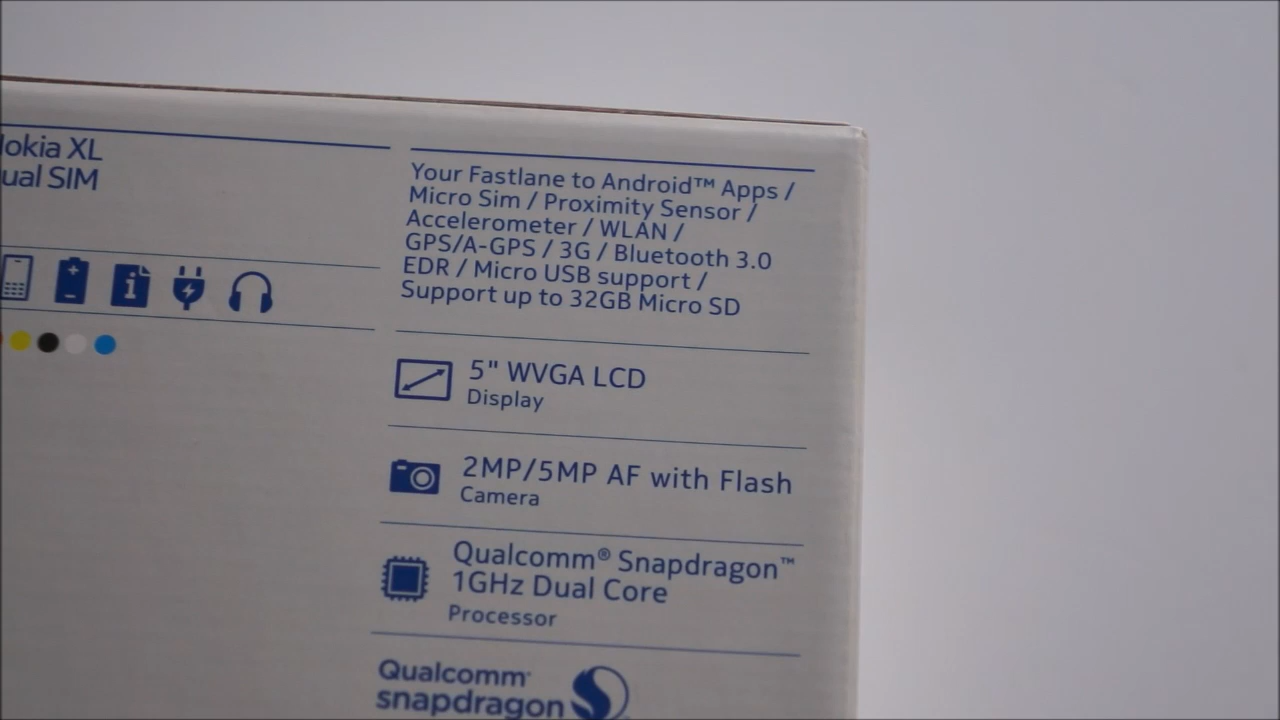 lokia XL
ual SIM
Your Fastlane to Android™ Apps /
Micro Sim / Proximity Sensor /
Accelerometer / WLAN /
GPS/A-GPS / 3G / Bluetooth 3.0
EDR / Micro USB support /
Support up to 32GB Micro SD
5" WVGA LCD
Display
2MP/5MP AF with Flash
Camera
Qualcomm® Snapdragon™
1GHz Dual Core
Processor
Qualcomm
snapdragon